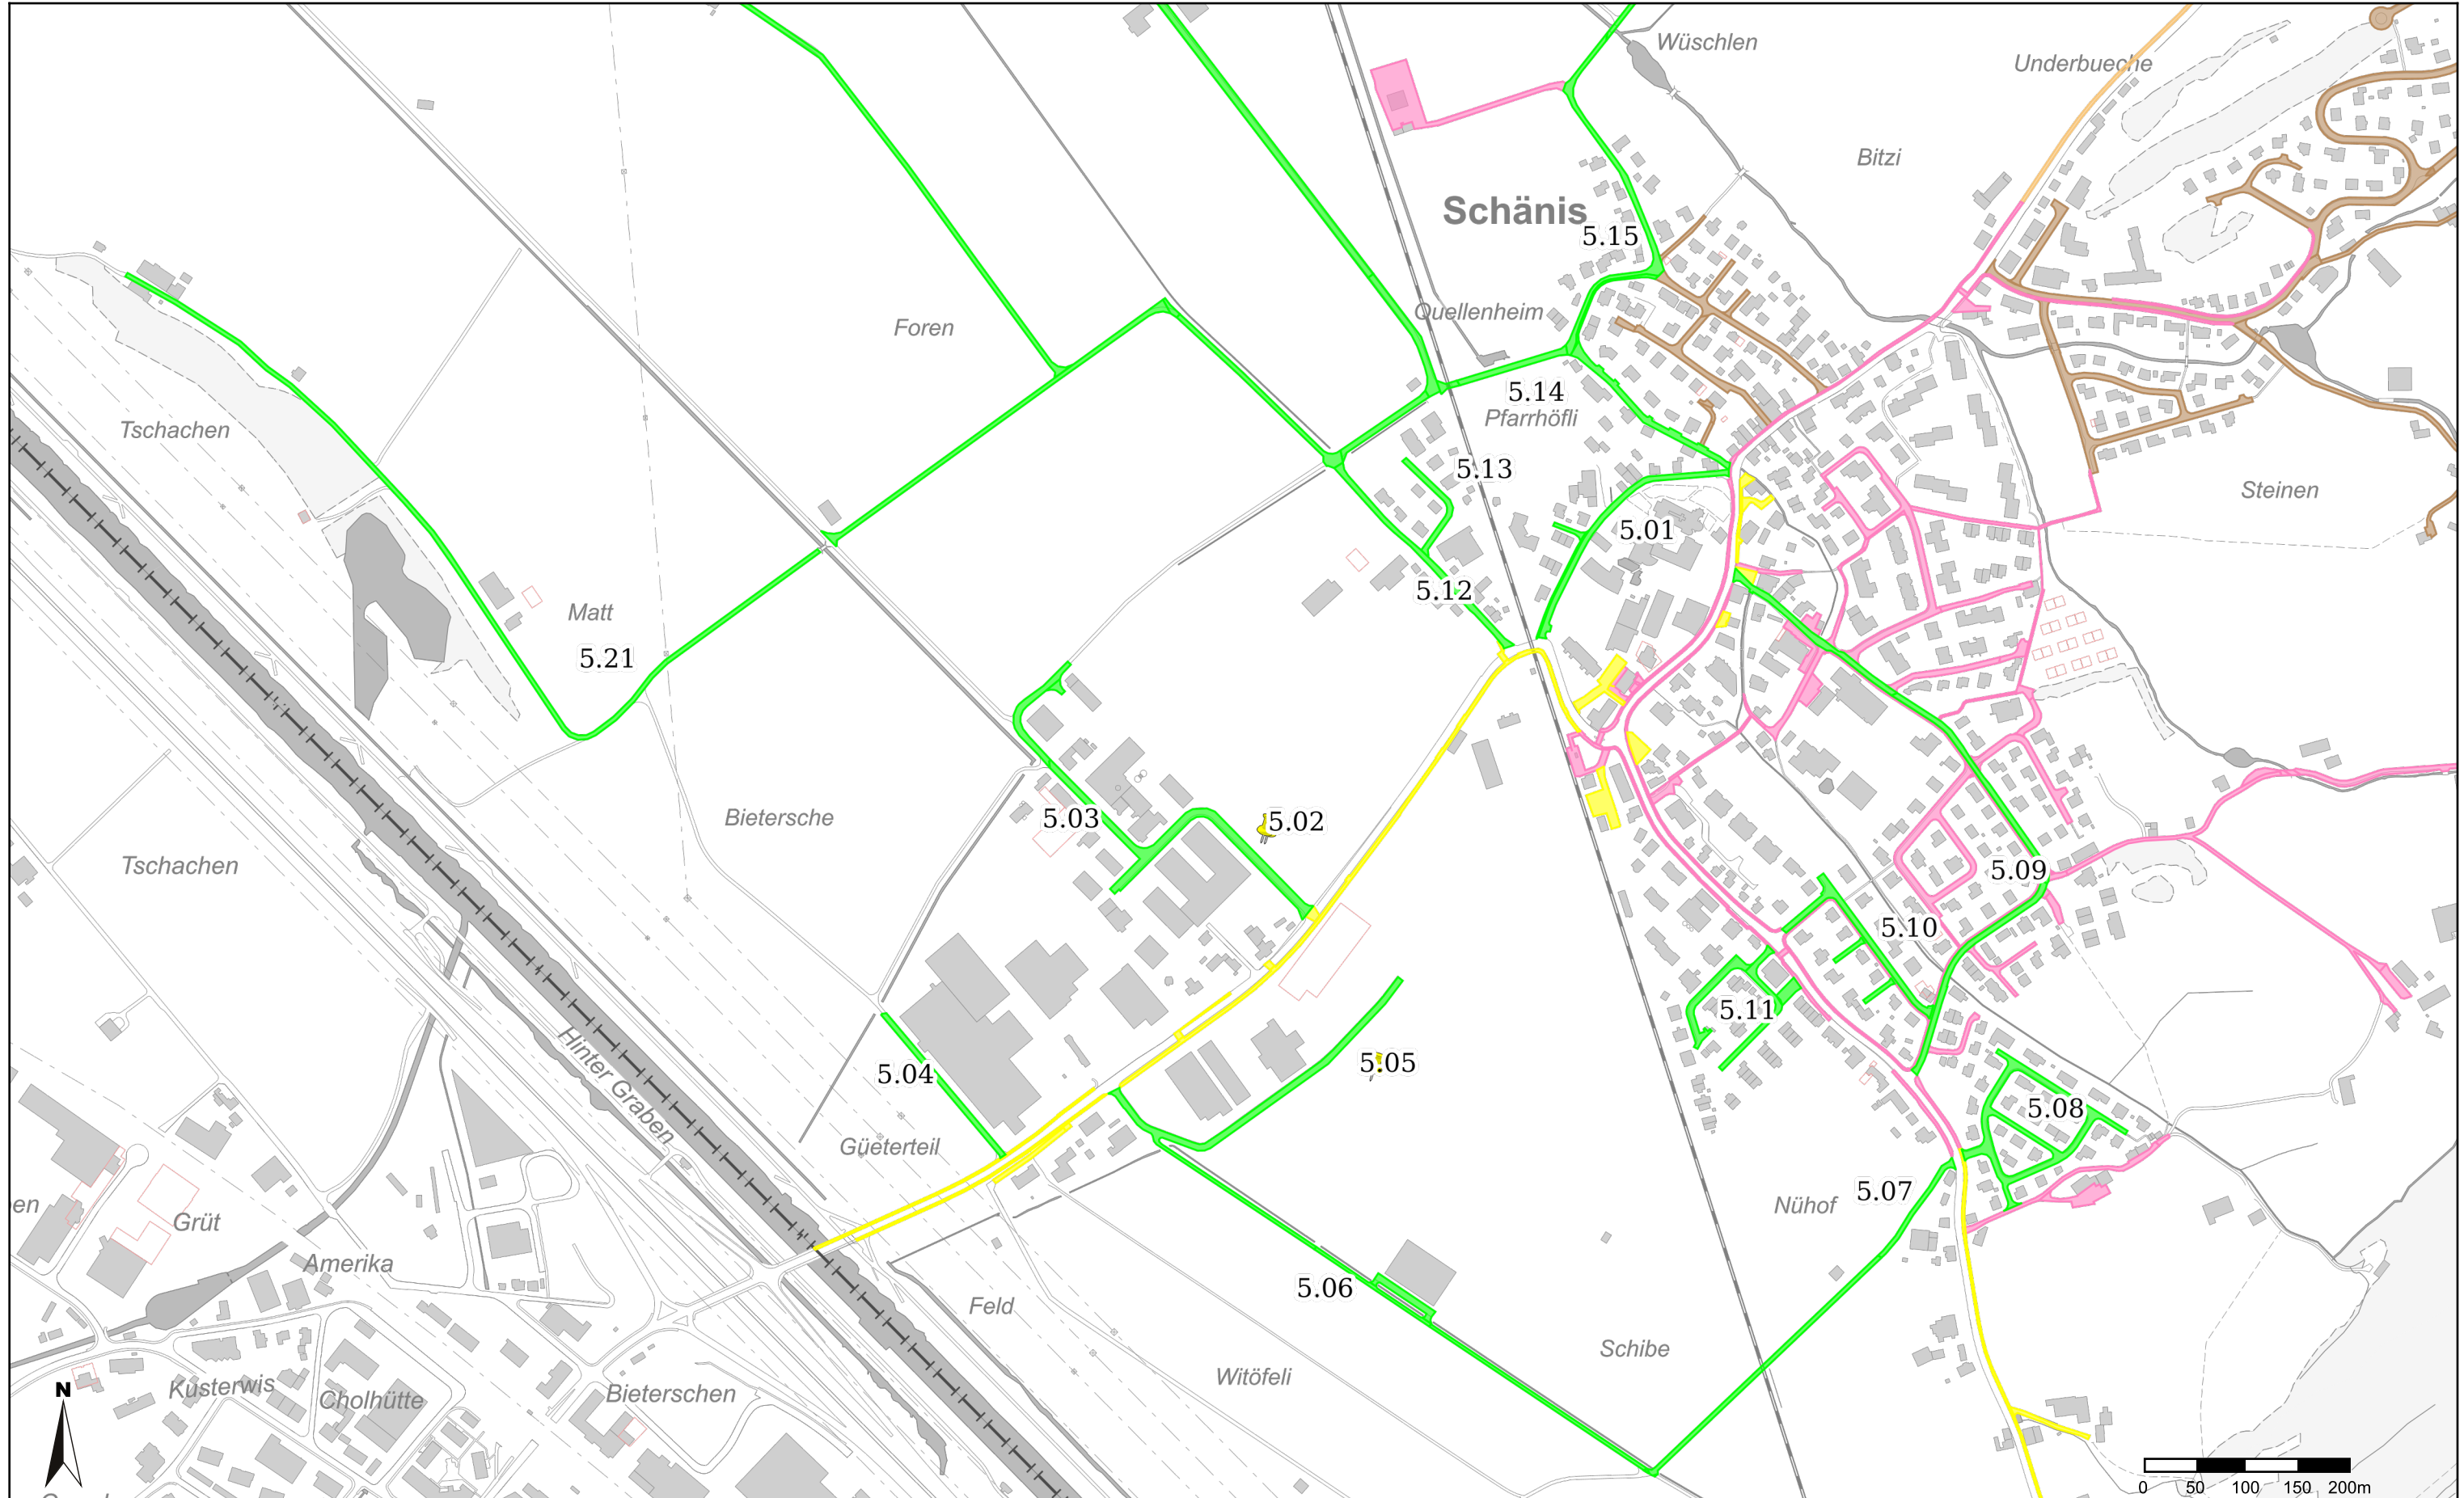 Wüschlen
Underbueche
Bitzi
Schänis
5.15
Quellenheim
Foren
5.14
Pfarrhöfli
Tschachen
5.13
Steinen
5.01
5.12
Matt
5.21
5.03
5.02
Bietersche
Tschachen
5.09
5.10
5.11
5.04
5.05
Hinter Graben
5.08
Güeterteil
5.07
Nühof
Grüt
Amerika
5.06
Feld
Schibe
Witöfeli
Küsterwis
Cholhütte
Bieterschen
N
0 50 100 150 200m